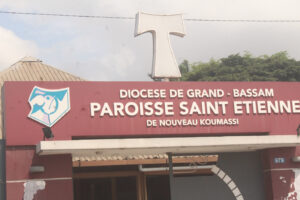 DIOCESE DE GRAND - BASSAM
PAROISSE SAINT ETIENNE
DE NOUVEAU KOUMASSI